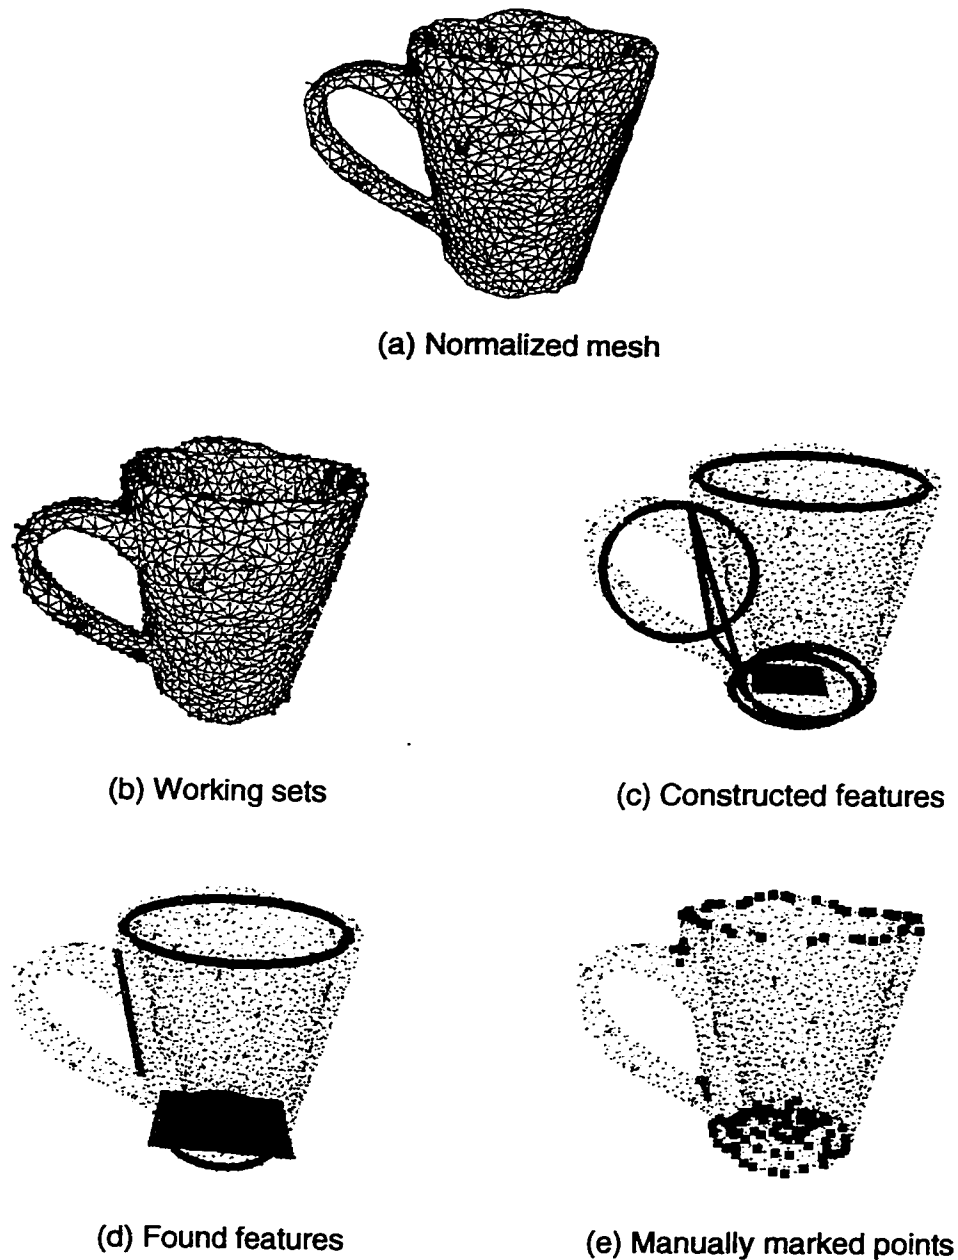 (a) Normalized mesh
(b) Working sets
(c) Constructed features
(d) Found features
(e) Manually marked points